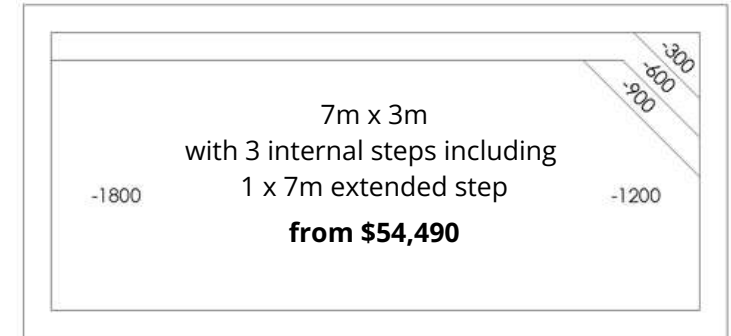 -300
-600
-900
7m x 3m
with 3 internal steps including
1 x 7m extended step
-1800
-1200
from $54,490